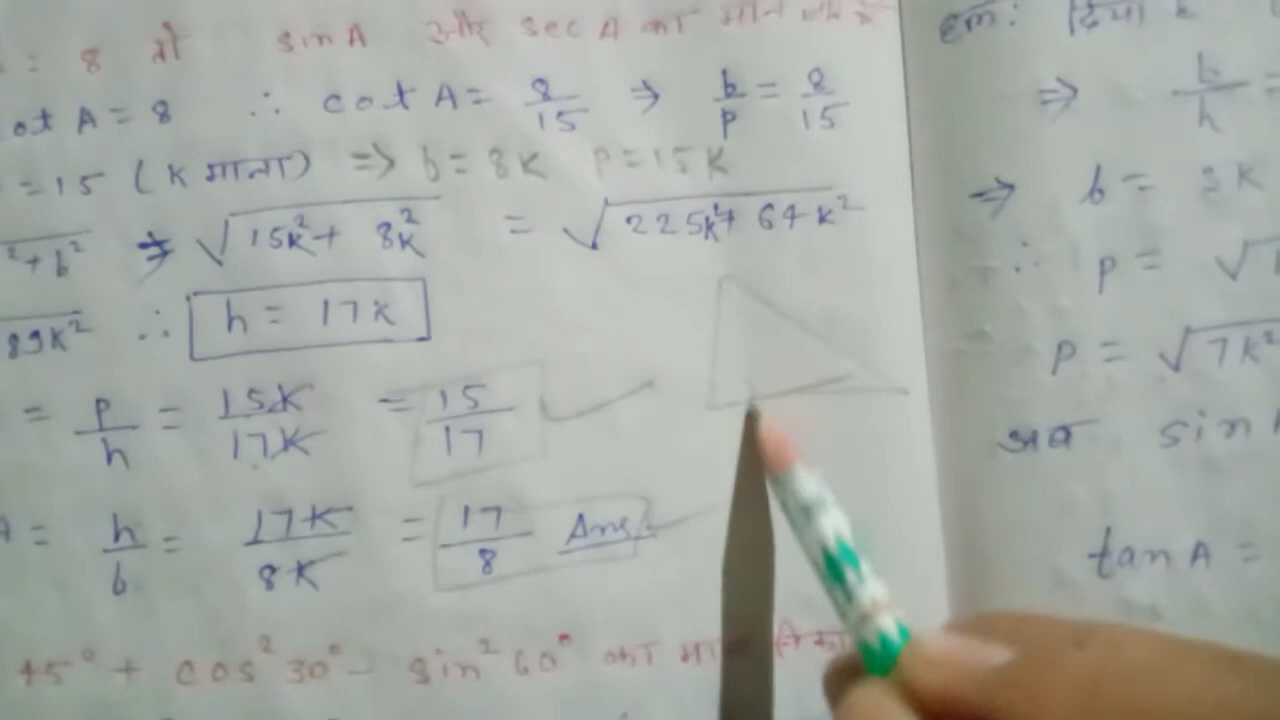 = 8 तो sin A और sec A का मान
ot A = 8 ∴ cot A = 8/15 ⇒ b/p = 8/15
= 15 (K माना) ⇒ b = 8K P = 15K
²+b² ⇒ √15K² + 8K² = √225K² + 64K²
89K² ∴ h = 17K
= P/h = 15K/17K = 15/17
A = h/b = 17K/8K = 17/8 Ans
45° + cos² 30° - sin² 60° का मान
⇒ b/h =
⇒ b = 3K
∴ P = √
P = √7K²
अब sin
tan A =